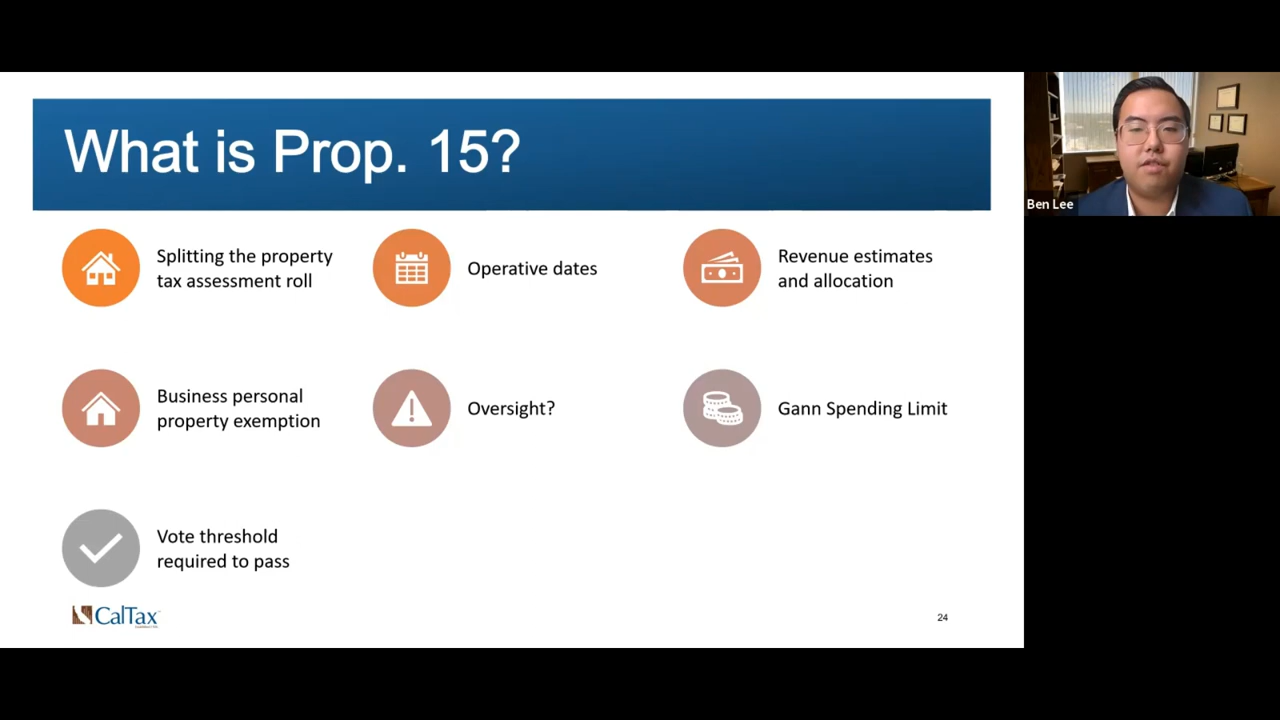 What is Prop. 15?
Ben Lee
Splitting the property
tax assessment roll
Operative dates
Revenue estimates
and allocation
Business personal
property exemption
Oversight?
Gann Spending Limit
Vote threshold
required to pass
CalTax
24